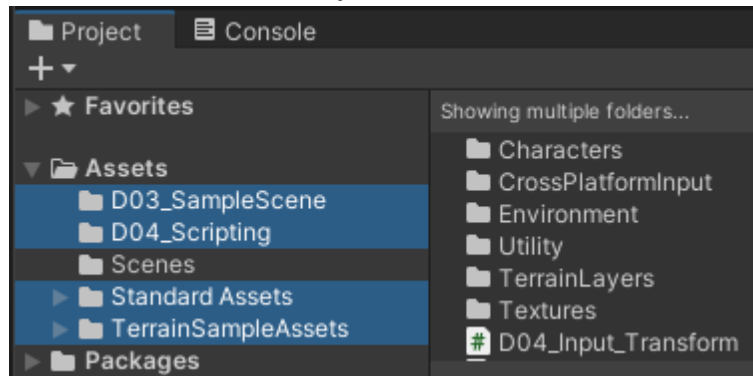 Project
Console
Favorites
Assets
D03_SampleScene
D04_Scripting
Scenes
Standard Assets
TerrainSampleAssets
Packages
Showing multiple folders...
Characters
CrossPlatformInput
Environment
Utility
TerrainLayers
Textures
# D04_Input_Transform